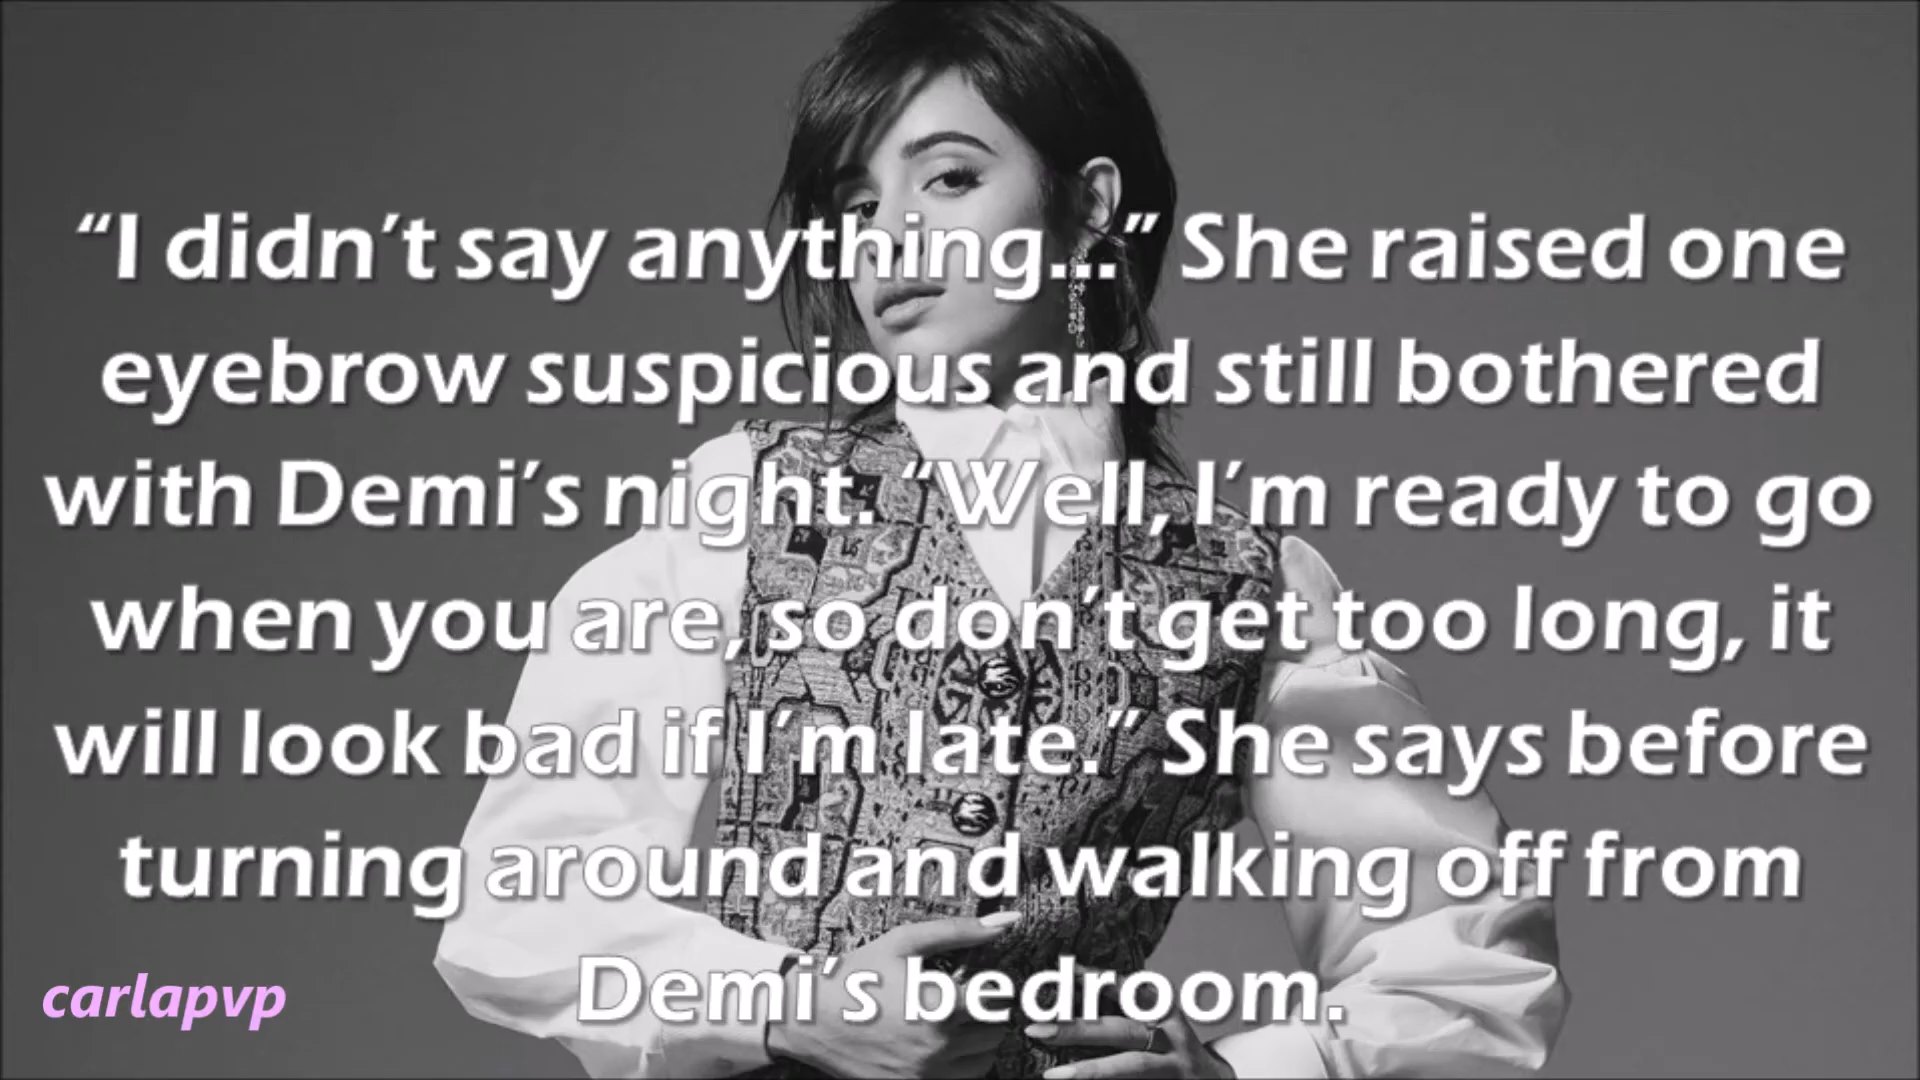 “I didn’t say anything...” She raised one
eyebrow suspicious and still bothered
with Demi’s night. “Well, I’m ready to go
when you are, so don’t get too long, it
will look bad if I’m late.” She says before
turning around and walking off from
Demi’s bedroom.
carlapvp